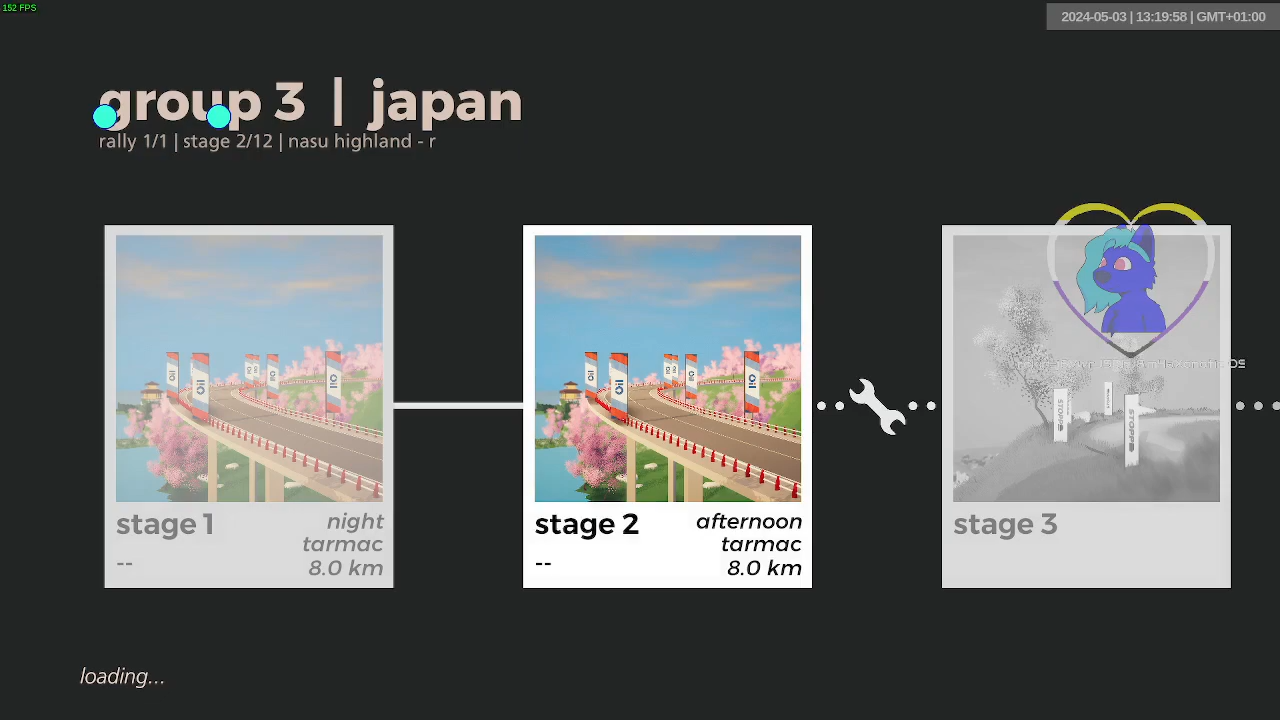 152 FPS
2024-05-03 | 13:19:58 | GMT+01:00
group 3 | japan
rally 1/1 | stage 2/12 | nasu highland - r
stage 1
night
tarmac
--
8.0 km
stage 2
afternoon
tarmac
--
8.0 km
stage 3
loading...